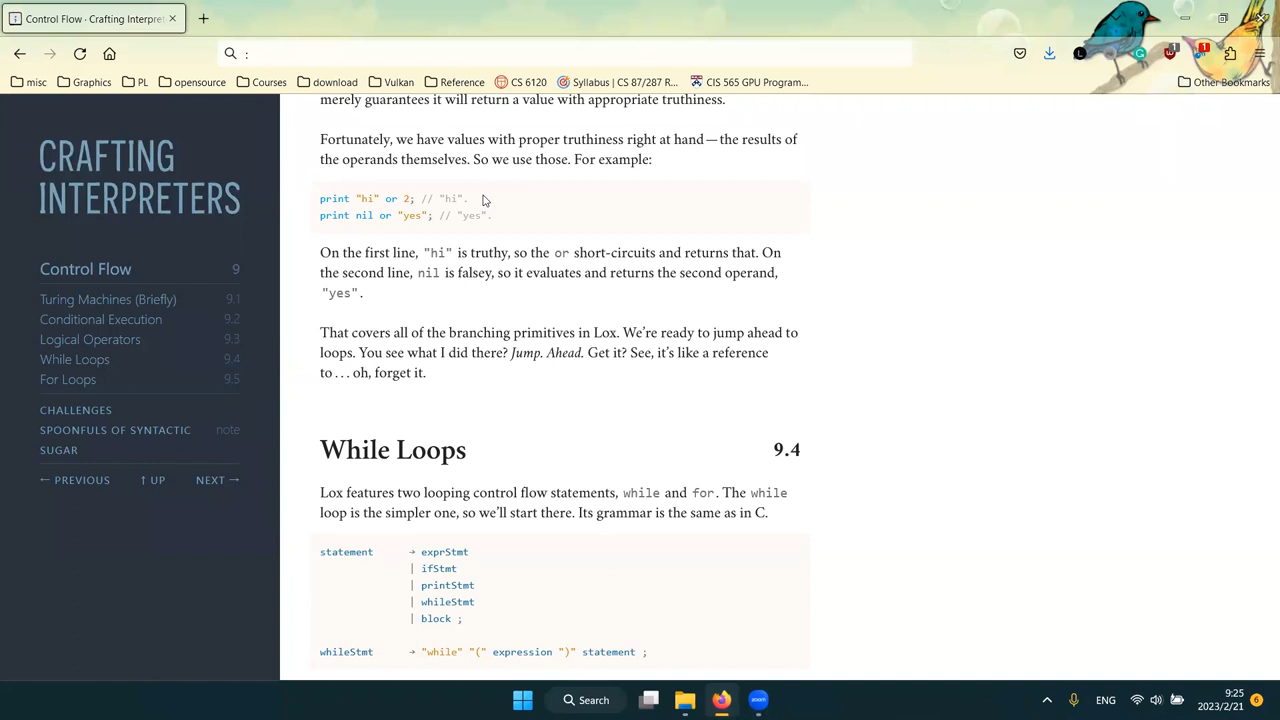 Control Flow · Crafting Interpret
:
misc Graphics PL opensource Courses download Vulkan Reference CS 6120 Syllabus | CS 87/287 R... CIS 565 GPU Program... Other Bookmarks
1 1
CRAFTING
INTERPRETERS
Control Flow 9
Turing Machines (Briefly) 9.1
Conditional Execution 9.2
Logical Operators 9.3
While Loops 9.4
For Loops 9.5
CHALLENGES
SPOONFULS OF SYNTACTIC note
SUGAR
← PREVIOUS ↑ UP NEXT →
merely guarantees it will return a value with appropriate truthiness.
Fortunately, we have values with proper truthiness right at hand—the results of
the operands themselves. So we use those. For example:
print "hi" or 2; // "hi".
print nil or "yes"; // "yes".
On the first line, "hi" is truthy, so the or short-circuits and returns that. On
the second line, nil is falsey, so it evaluates and returns the second operand,
"yes".
That covers all of the branching primitives in Lox. We’re ready to jump ahead to
loops. You see what I did there? Jump. Ahead. Get it? See, it’s like a reference
to . . . oh, forget it.
While Loops 9.4
Lox features two looping control flow statements, while and for. The while
loop is the simpler one, so we’ll start there. Its grammar is the same as in C.
statement → exprStmt
| ifStmt
| printStmt
| whileStmt
| block ;
whileStmt → "while" "(" expression ")" statement ;
Search
zoom
ENG
9:25
2023/2/21
6